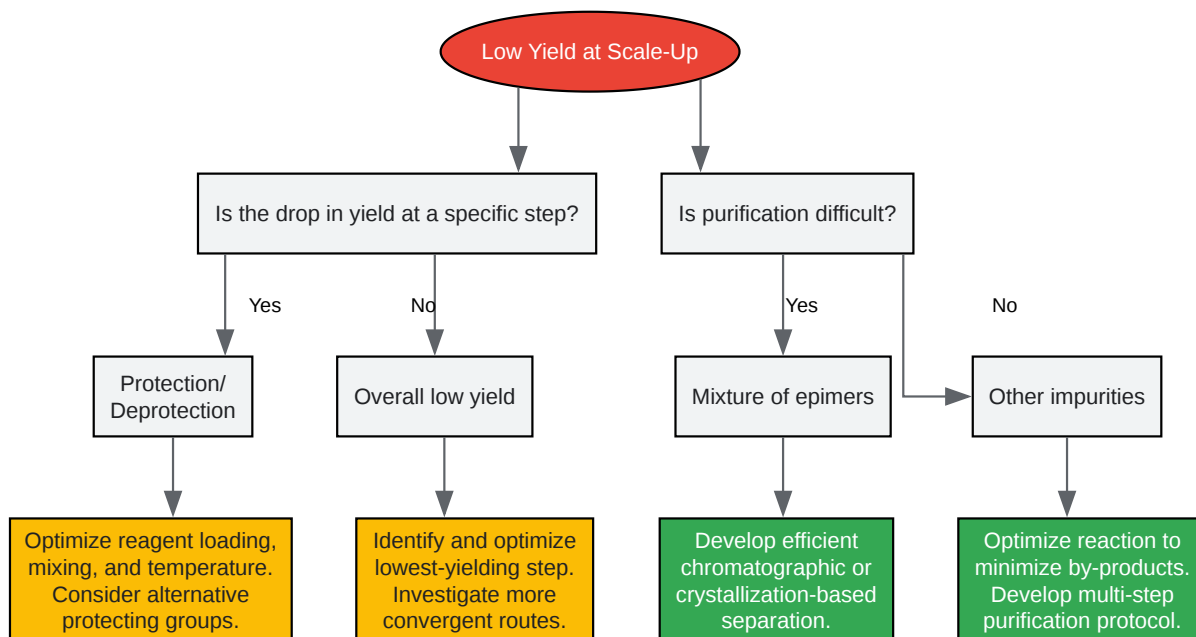 Low Yield at Scale-Up
Is the drop in yield at a specific step?
Is purification difficult?
Yes
No
Yes
No
Protection/
Deprotection
Overall low yield
Mixture of epimers
Other impurities
Optimize reagent loading,
mixing, and temperature.
Consider alternative
protecting groups.
Identify and optimize
lowest-yielding step.
Investigate more
convergent routes.
Develop efficient
chromatographic or
crystallization-based
separation.
Optimize reaction to
minimize by-products.
Develop multi-step
purification protocol.